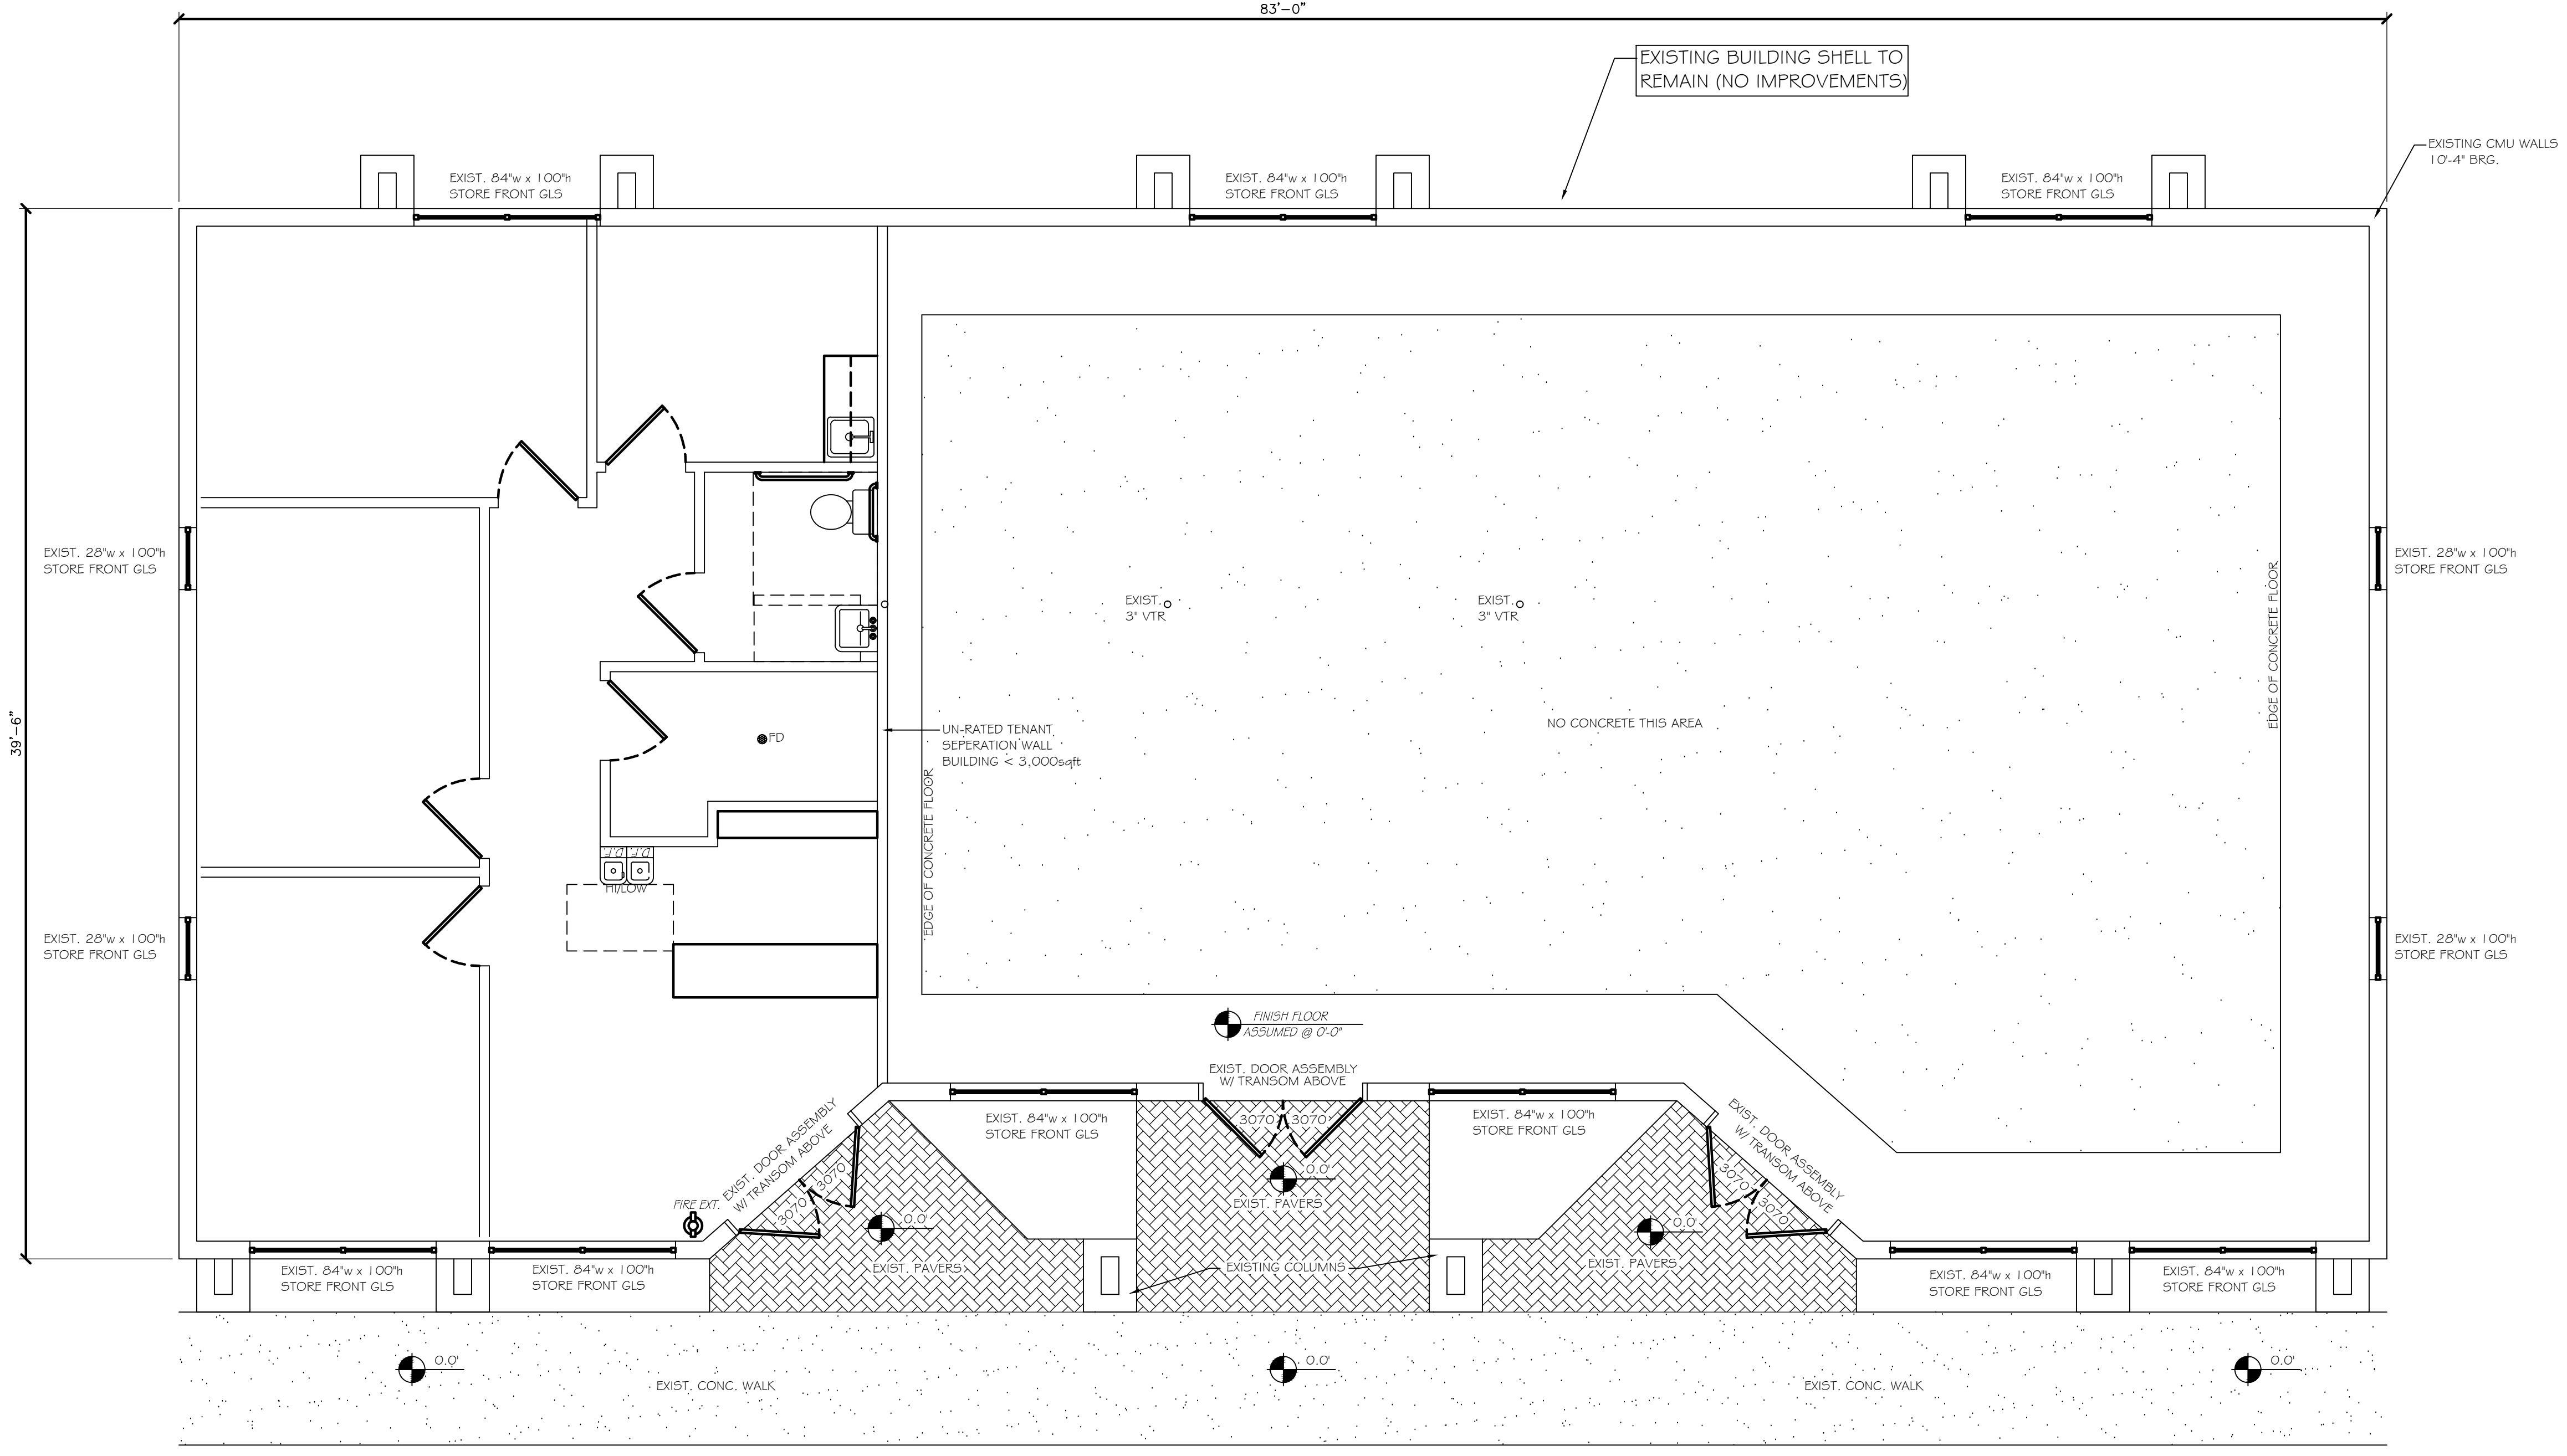 83'-0"
EXISTING BUILDING SHELL TO
REMAIN (NO IMPROVEMENTS)
EXISTING CMU WALLS
10'-4" BRG.
EXIST. 84"w x 100"h
STORE FRONT GLS
EXIST. 84"w x 100"h
STORE FRONT GLS
EXIST. 84"w x 100"h
STORE FRONT GLS
EXIST. 28"w x 100"h
STORE FRONT GLS
EXIST. 28"w x 100"h
STORE FRONT GLS
EXIST.
3" VTR
EXIST.
3" VTR
EDGE OF CONCRETE FLOOR
39'-6"
NO CONCRETE THIS AREA
FD
UN-RATED TENANT
SEPERATION WALL
BUILDING < 3,000sqft
EDGE OF CONCRETE FLOOR
D.F.
D.F.
HI/LOW
EXIST. 28"w x 100"h
STORE FRONT GLS
EXIST. 28"w x 100"h
STORE FRONT GLS
FINISH FLOOR
ASSUMED @ 0'-0"
EXIST. DOOR ASSEMBLY
W/ TRANSOM ABOVE
EXIST. 84"w x 100"h
STORE FRONT GLS
3070
3070
EXIST. 84"w x 100"h
STORE FRONT GLS
EXIST. DOOR ASSEMBLY
W/ TRANSOM ABOVE
3070
3070
EXIST. DOOR ASSEMBLY
W/ TRANSOM ABOVE
3070
3070
FIRE EXT.
0.0'
EXIST. PAVERS
0.0'
EXIST. PAVERS
0.0'
EXIST. PAVERS
EXISTING COLUMNS
EXIST. 84"w x 100"h
STORE FRONT GLS
EXIST. 84"w x 100"h
STORE FRONT GLS
EXIST. 84"w x 100"h
STORE FRONT GLS
EXIST. 84"w x 100"h
STORE FRONT GLS
0.0'
0.0'
0.0'
EXIST. CONC. WALK
EXIST. CONC. WALK